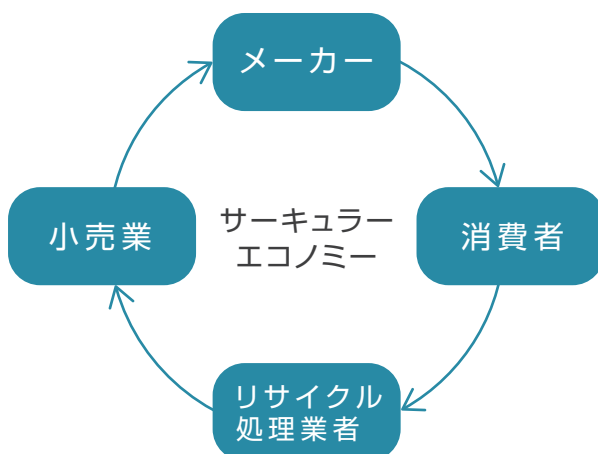 メーカー
小売業
サーキュラー
エコノミー
消費者
リサイクル
処理業者